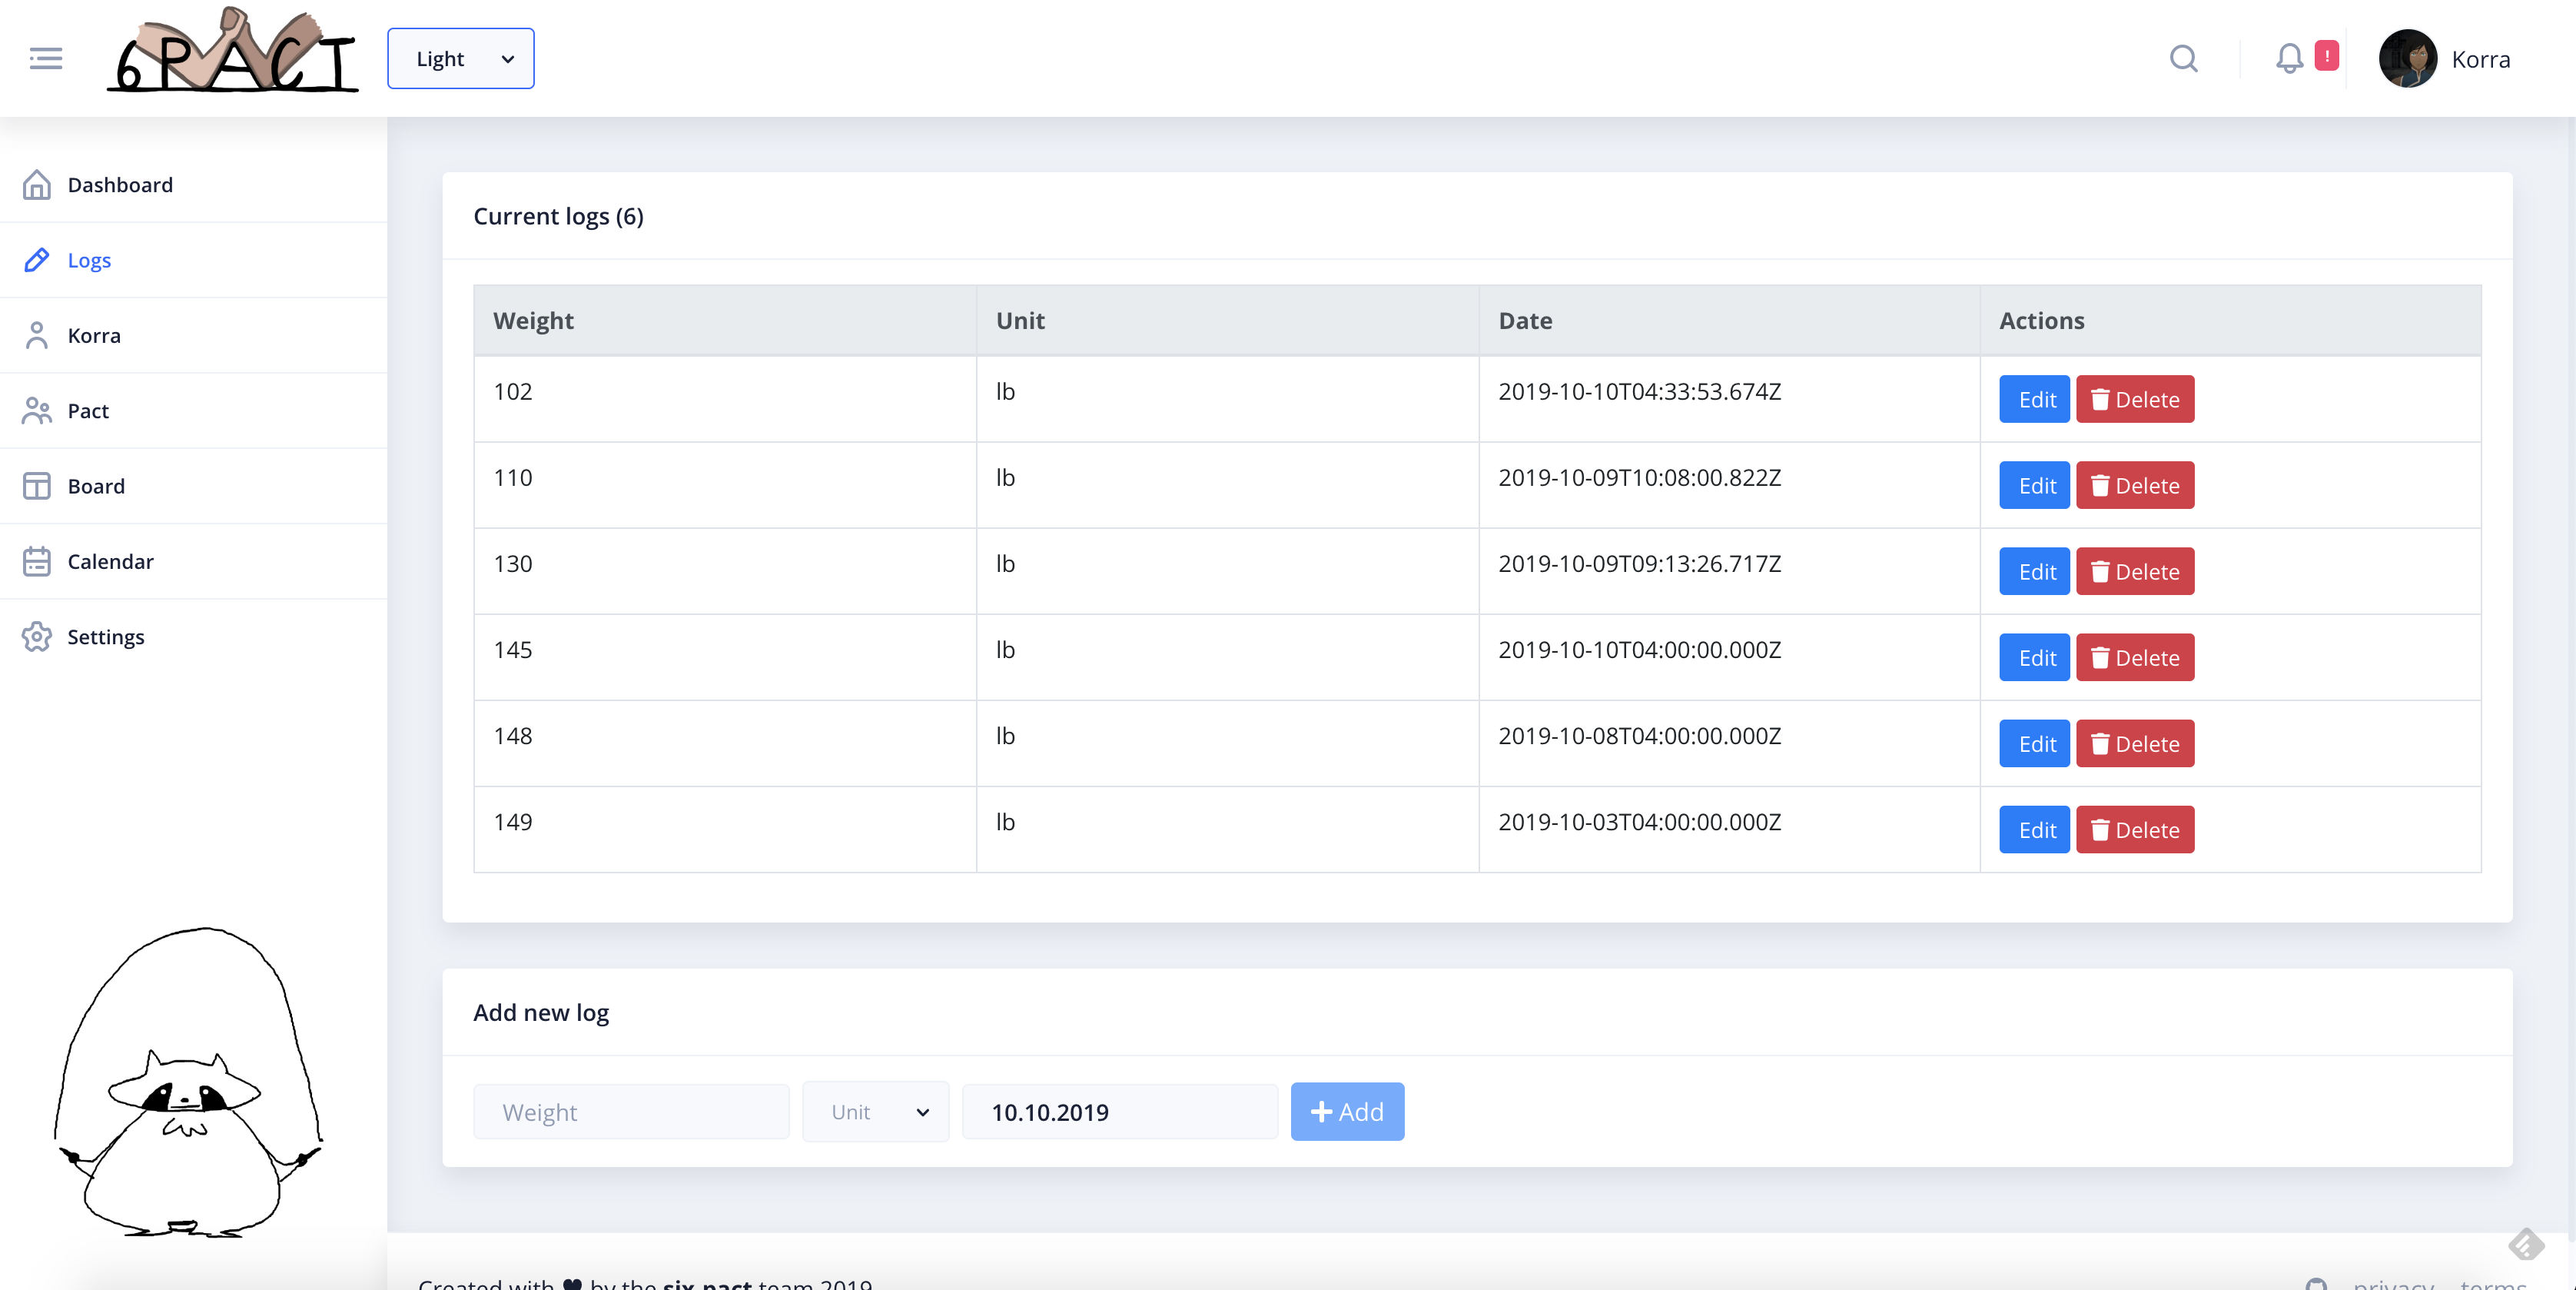 6 PACT
Light
!
Korra
Dashboard
Logs
Korra
Pact
Board
Calendar
Settings
Current logs (6)
Weight Unit Date Actions
102 lb 2019-10-10T04:33:53.674Z Edit Delete
110 lb 2019-10-09T10:08:00.822Z Edit Delete
130 lb 2019-10-09T09:13:26.717Z Edit Delete
145 lb 2019-10-10T04:00:00.000Z Edit Delete
148 lb 2019-10-08T04:00:00.000Z Edit Delete
149 lb 2019-10-03T04:00:00.000Z Edit Delete
Add new log
Weight Unit 10.10.2019 + Add
Created with ♥ by the six-pact team 2019
privacy terms